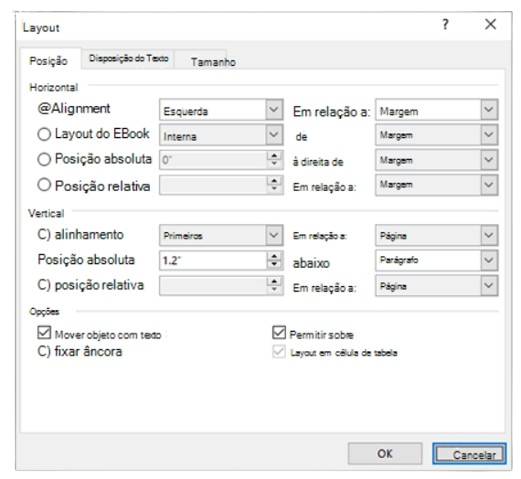 Layout ?
Posição Disposição do Texto Tamanho
Horizontal
@Alignment Esquerda Em relação a: Margem
Layout do EBook Interna de Margem
Posição absoluta 0" à direita de Margem
Posição relativa Em relação a: Margem
Vertical
C) alinhamento Primeiros Em relação a: Página
Posição absoluta 1.2" abaixo Parágrafo
C) posição relativa Em relação a: Página
Opções
Mover objeto com texto Permitir sobre
C) fixar âncora Layout em célula de tabela
OK Cancelar